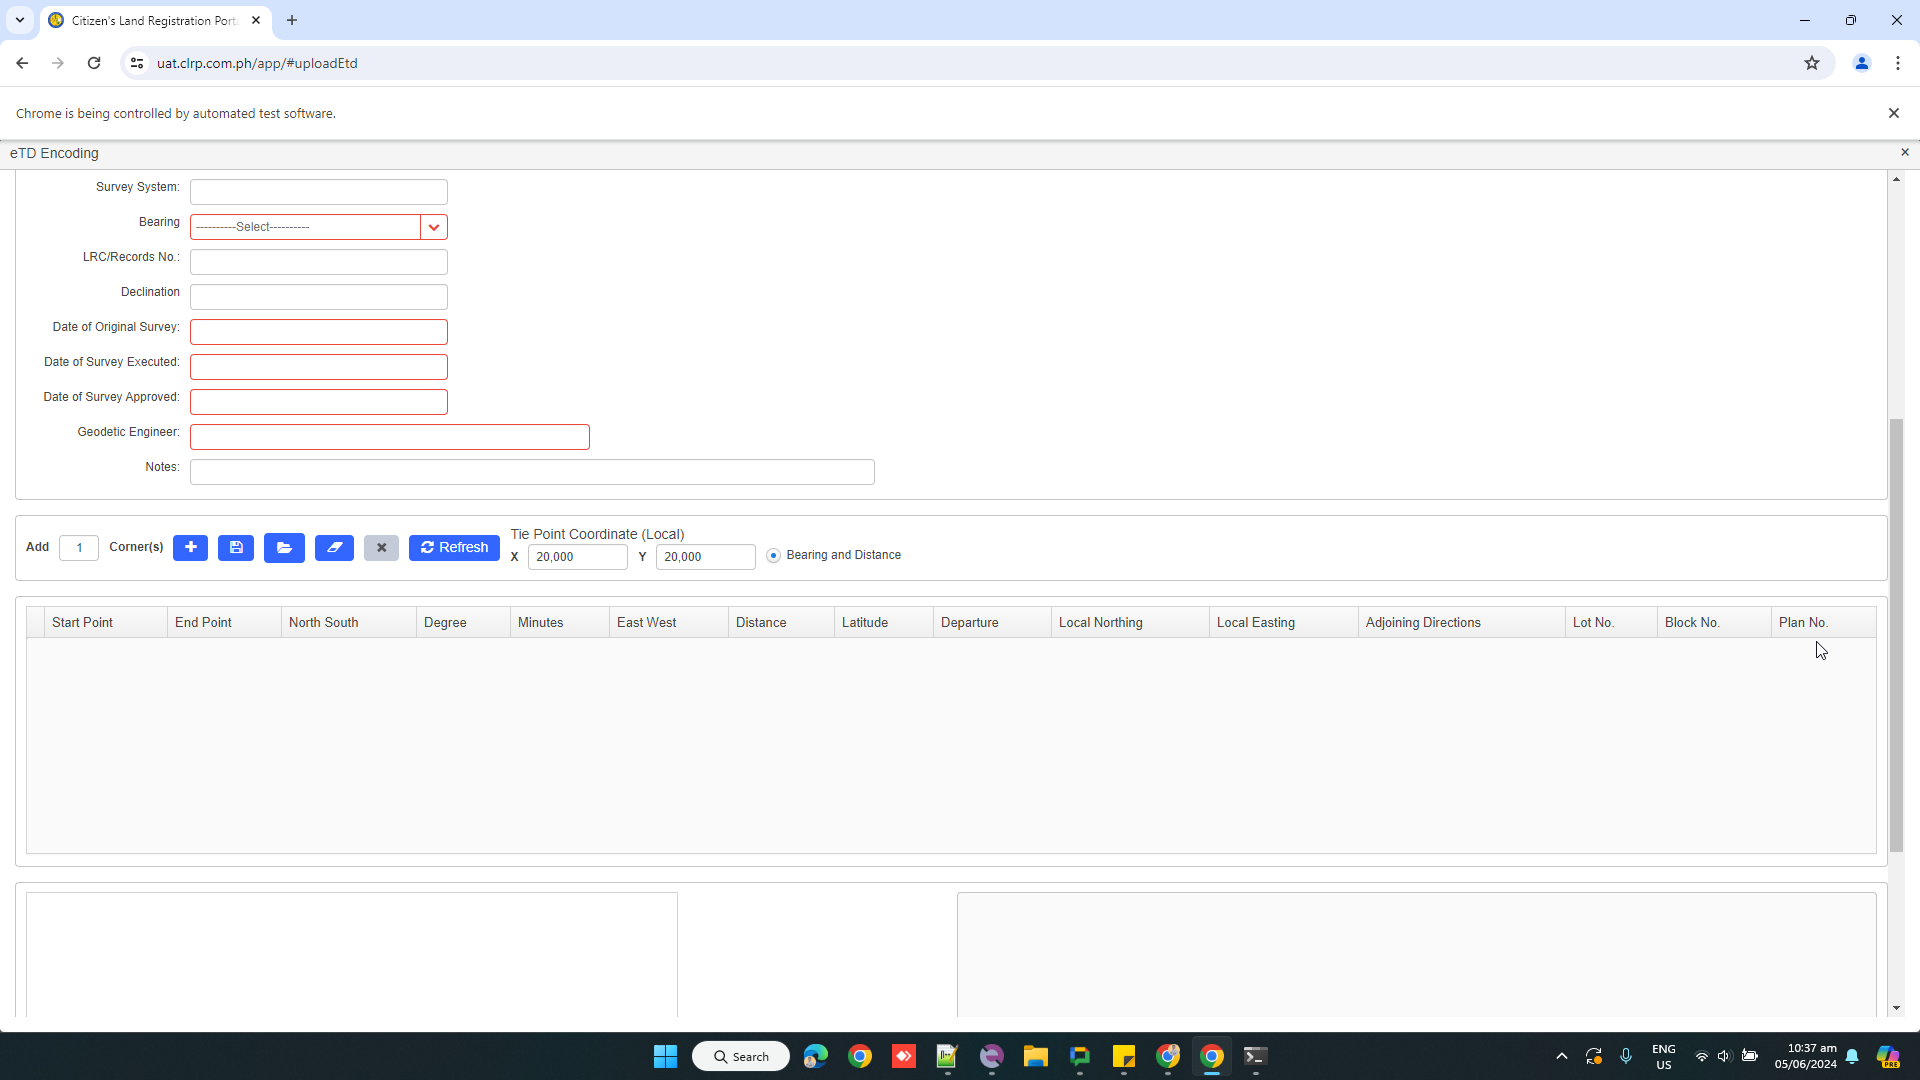 Citizen's Land Registration Port
uat.clrp.com.ph/app/#uploadEtd
Chrome is being controlled by automated test software.
eTD Encoding
Survey System:
Bearing
----------Select----------
LRC/Records No.:
Declination
Date of Original Survey:
Date of Survey Executed:
Date of Survey Approved:
Geodetic Engineer:
Notes:
Add 1 Corner(s) Refresh
Tie Point Coordinate (Local)
X 20,000 Y 20,000 Bearing and Distance
Start Point End Point North South Degree Minutes East West Distance Latitude Departure Local Northing Local Easting Adjoining Directions Lot No. Block No. Plan No.
Search
ENG
US
10:37 am
05/06/2024
PRE